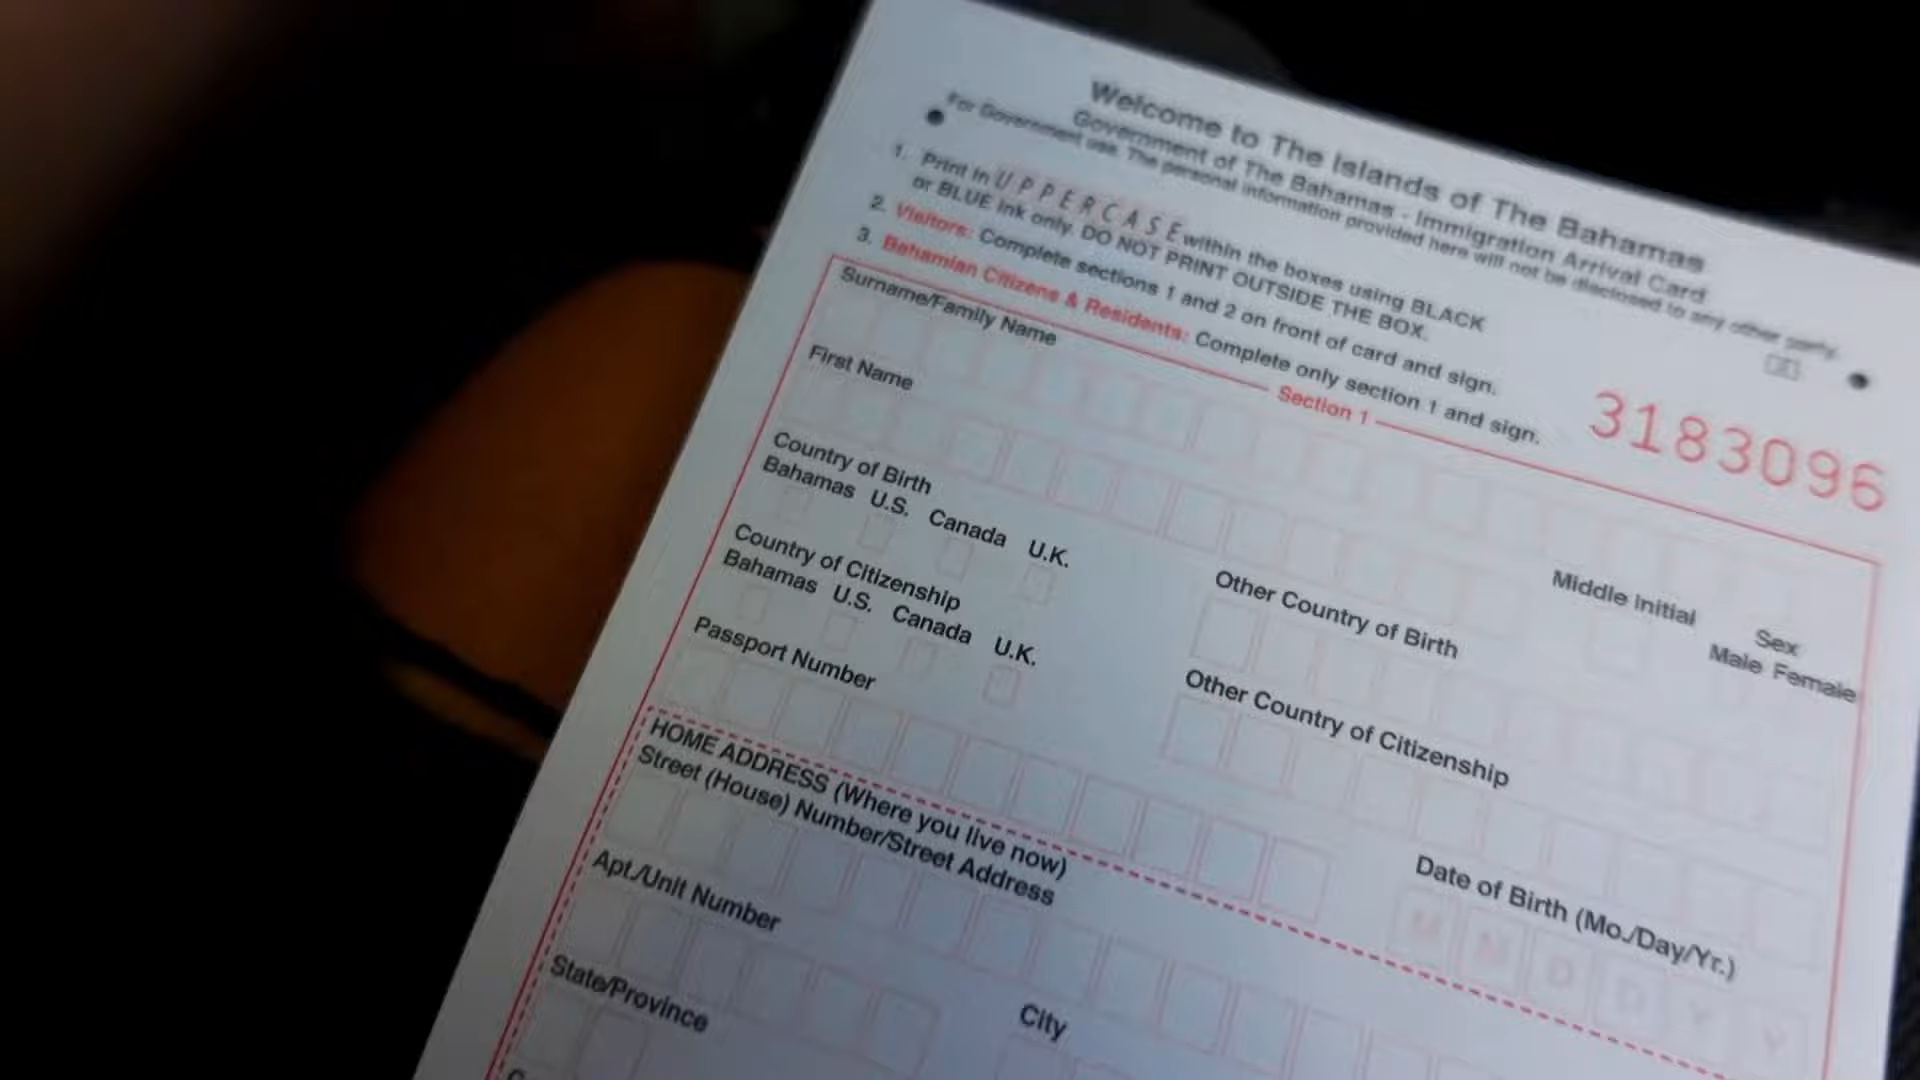 Welcome to The Islands of The Bahamas
Government of The Bahamas - Immigration Arrival Card
For Government use. The personal information provided here will not be disclosed to any other party.
1. Print in UPPERCASE within the boxes using BLACK
or BLUE ink only. DO NOT PRINT OUTSIDE THE BOX.
2. Visitors: Complete sections 1 and 2 on front of card and sign.
3. Bahamian Citizens & Residents: Complete only section 1 and sign.
3183096
Section 1
Surname/Family Name
First Name
Middle Initial
Sex
Male Female
Country of Birth
Bahamas U.S. Canada U.K.
Other Country of Birth
Country of Citizenship
Bahamas U.S. Canada U.K.
Other Country of Citizenship
Passport Number
Date of Birth (Mo./Day/Yr.)
M M D D Y Y
HOME ADDRESS (Where you live now)
Street (House) Number/Street Address
Apt./Unit Number
City
State/Province